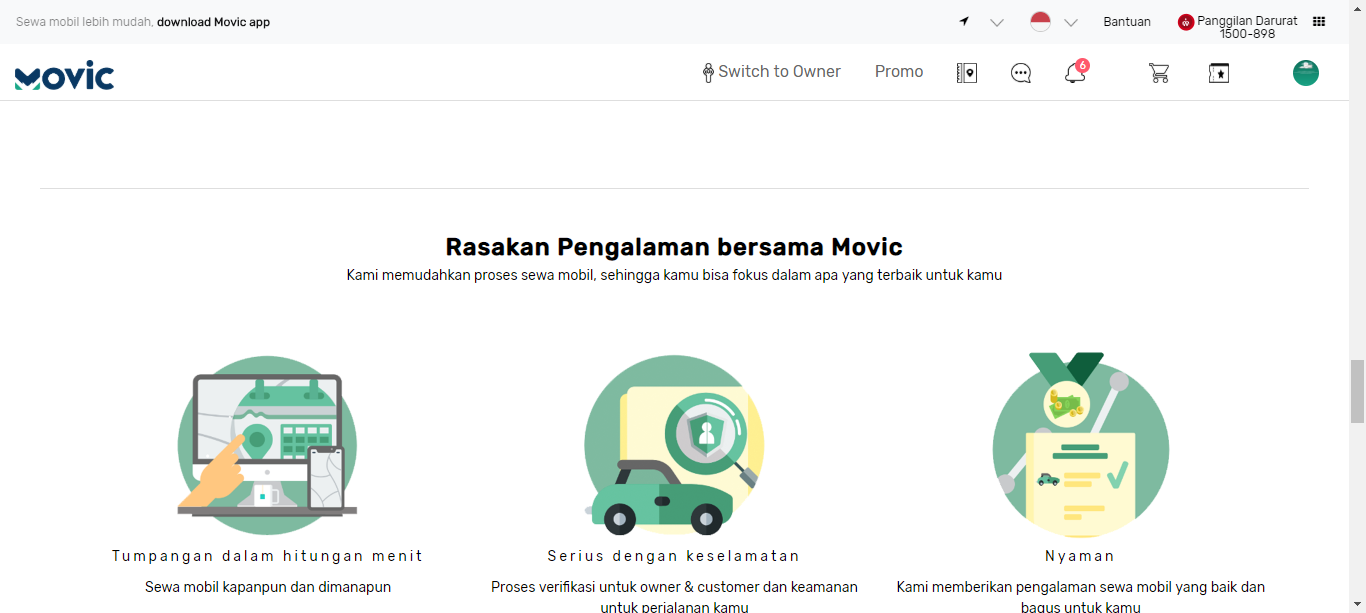 Sewa mobil lebih mudah, download Movic app
Bantuan
Panggilan Darurat
1500-898
MOVIC
Switch to Owner
Promo
6
Rasakan Pengalaman bersama Movic
Kami memudahkan proses sewa mobil, sehingga kamu bisa fokus dalam apa yang terbaik untuk kamu
Tumpangan dalam hitungan menit
Sewa mobil kapanpun dan dimanapun
Serius dengan keselamatan
Proses verifikasi untuk owner & customer dan keamanan
untuk perjalanan kamu
Nyaman
Kami memberikan pengalaman sewa mobil yang baik dan
bagus untuk kamu